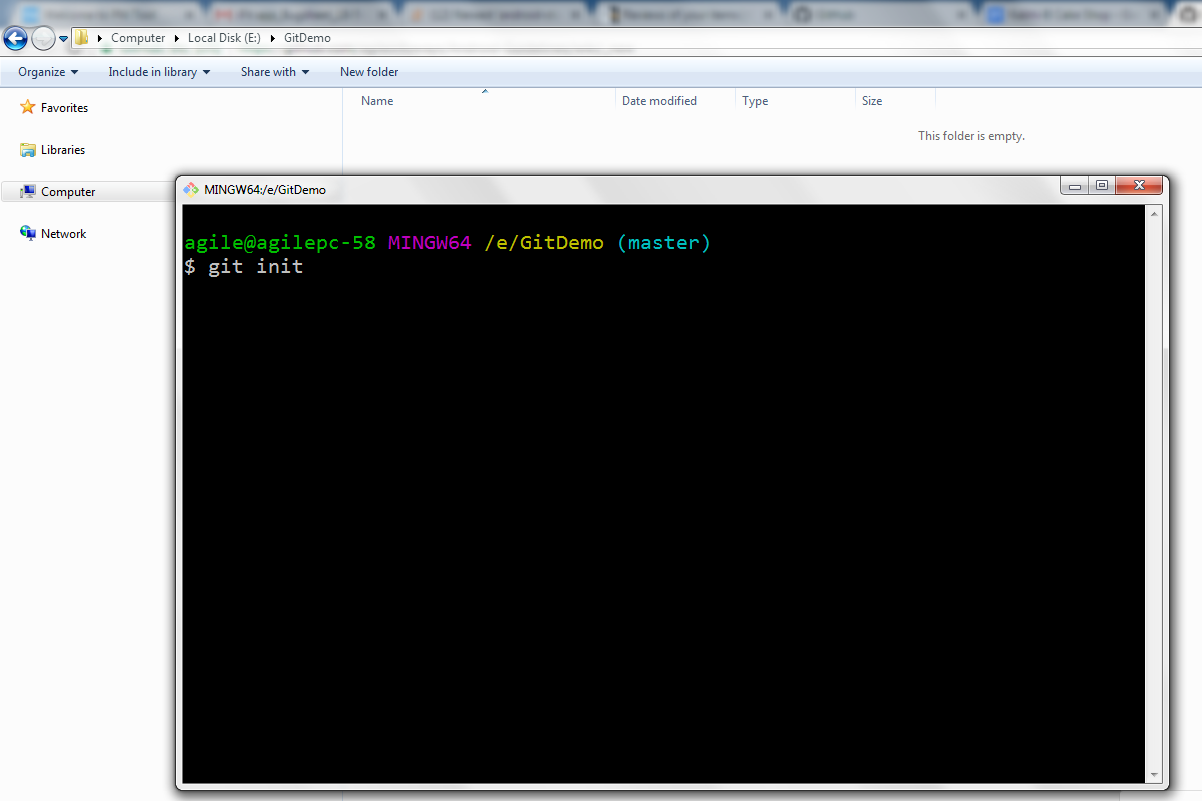 Computer Local Disk (E:) GitDemo
Organize Include in library Share with New folder
Favorites
Libraries
Computer
Network
Name Date modified Type Size
This folder is empty.
MINGW64:/e/GitDemo
agile@agilepc-58 MINGW64 /e/GitDemo (master)
$ git init